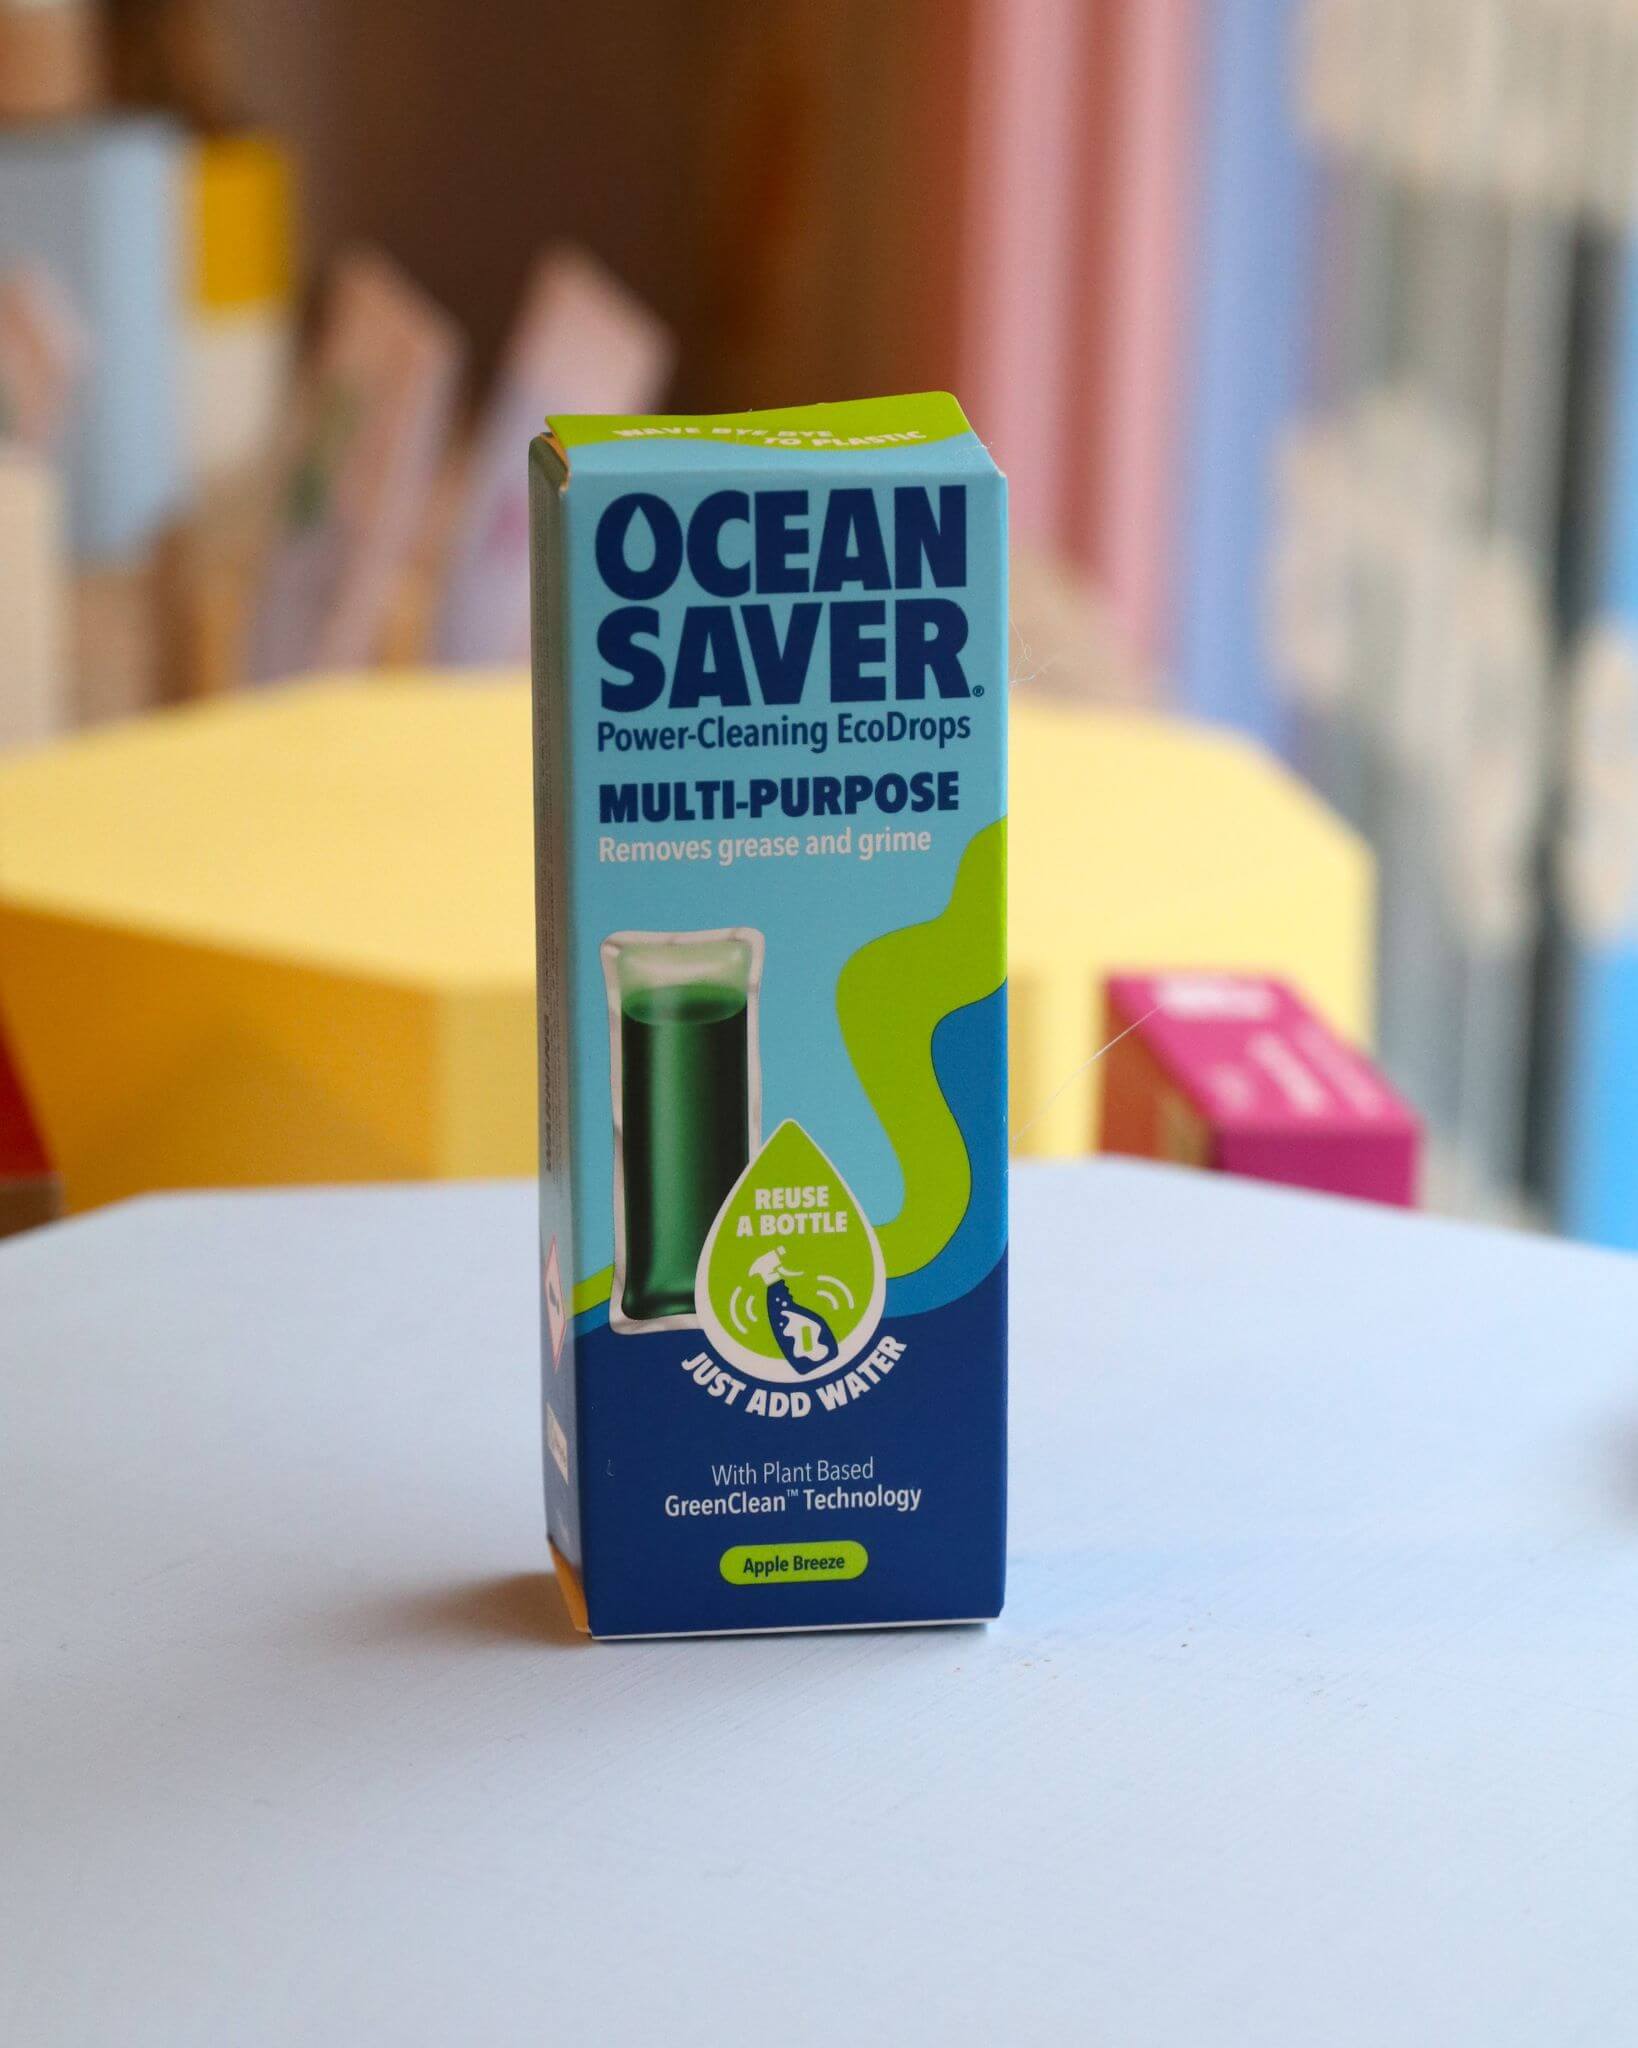 WAVE BYE BYE
TO PLASTIC
OCEAN
SAVER®
Power-Cleaning EcoDrops
MULTI-PURPOSE
Removes grease and grime
REUSE
A BOTTLE
JUST ADD WATER
With Plant Based
GreenClean™ Technology
Apple Breeze